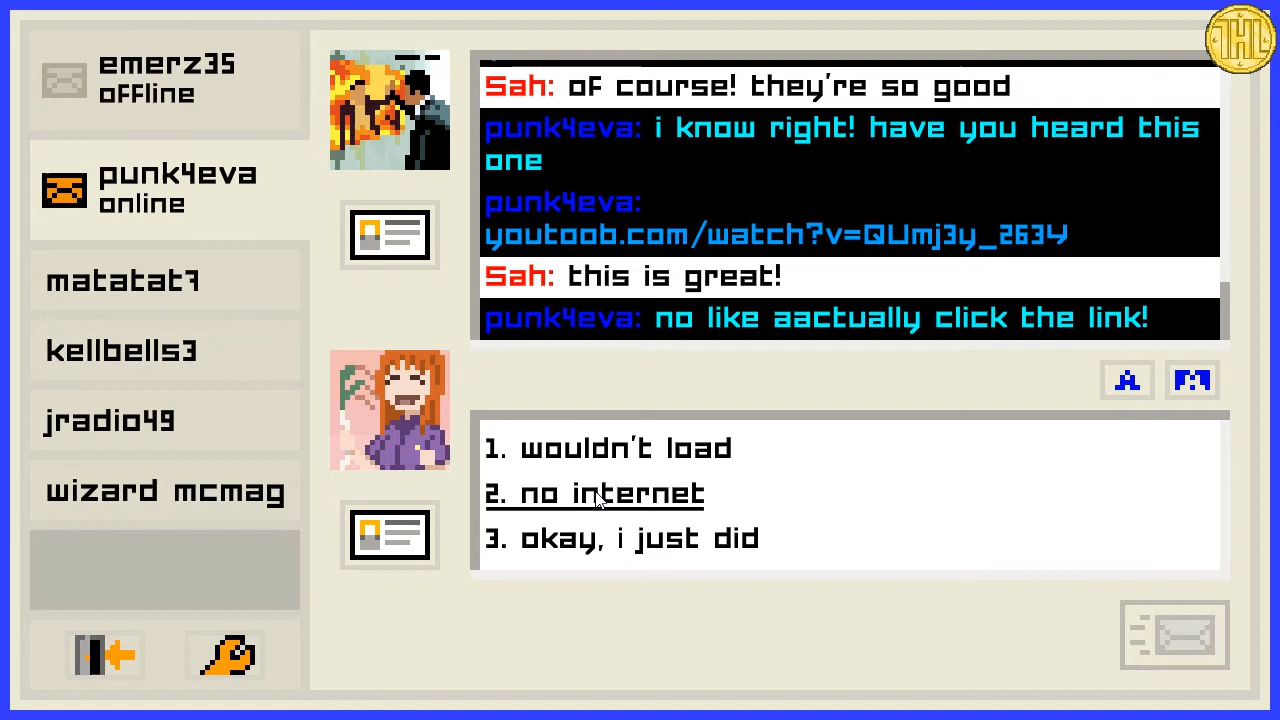 emerz35
offline
punk4eva
online
matatat7
kellbells3
jradio49
wizard mcmag
THL
Sah: of course! they're so good
punk4eva: i know right! have you heard this
one
punk4eva:
youtoob.com/watch?v=QUmj3y_2634
Sah: this is great!
punk4eva: no like aactually click the link!
A
1. wouldn't load
2. no internet
3. okay, i just did